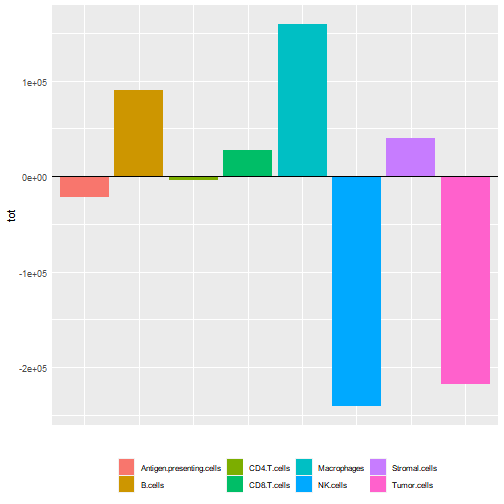 1e+05
0e+00
-1e+05
-2e+05
tot
Antigen.presenting.cells CD4.T.cells Macrophages Stromal.cells
B.cells CD8.T.cells NK.cells Tumor.cells